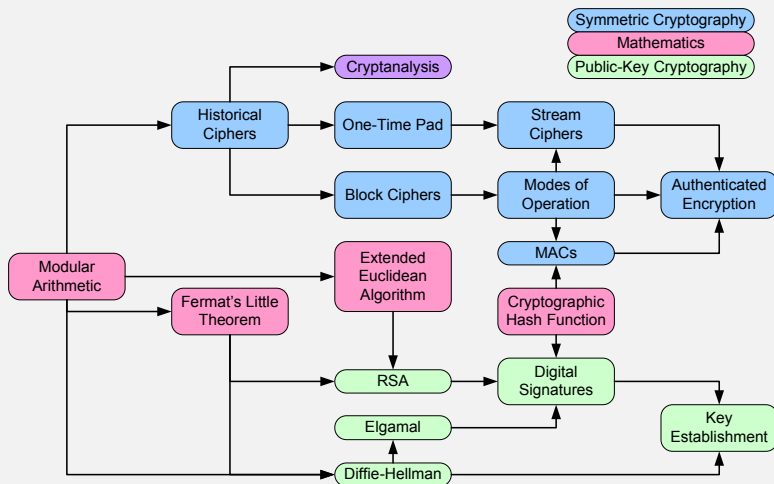 Symmetric Cryptography
Mathematics
Public-Key Cryptography
Cryptanalysis
Historical
Ciphers
One-Time Pad
Stream
Ciphers
Block Ciphers
Modes of
Operation
Authenticated
Encryption
MACs
Modular
Arithmetic
Extended
Euclidean
Algorithm
Fermat's Little
Theorem
Cryptographic
Hash Function
RSA
Digital
Signatures
Elgamal
Key
Establishment
Diffie-Hellman